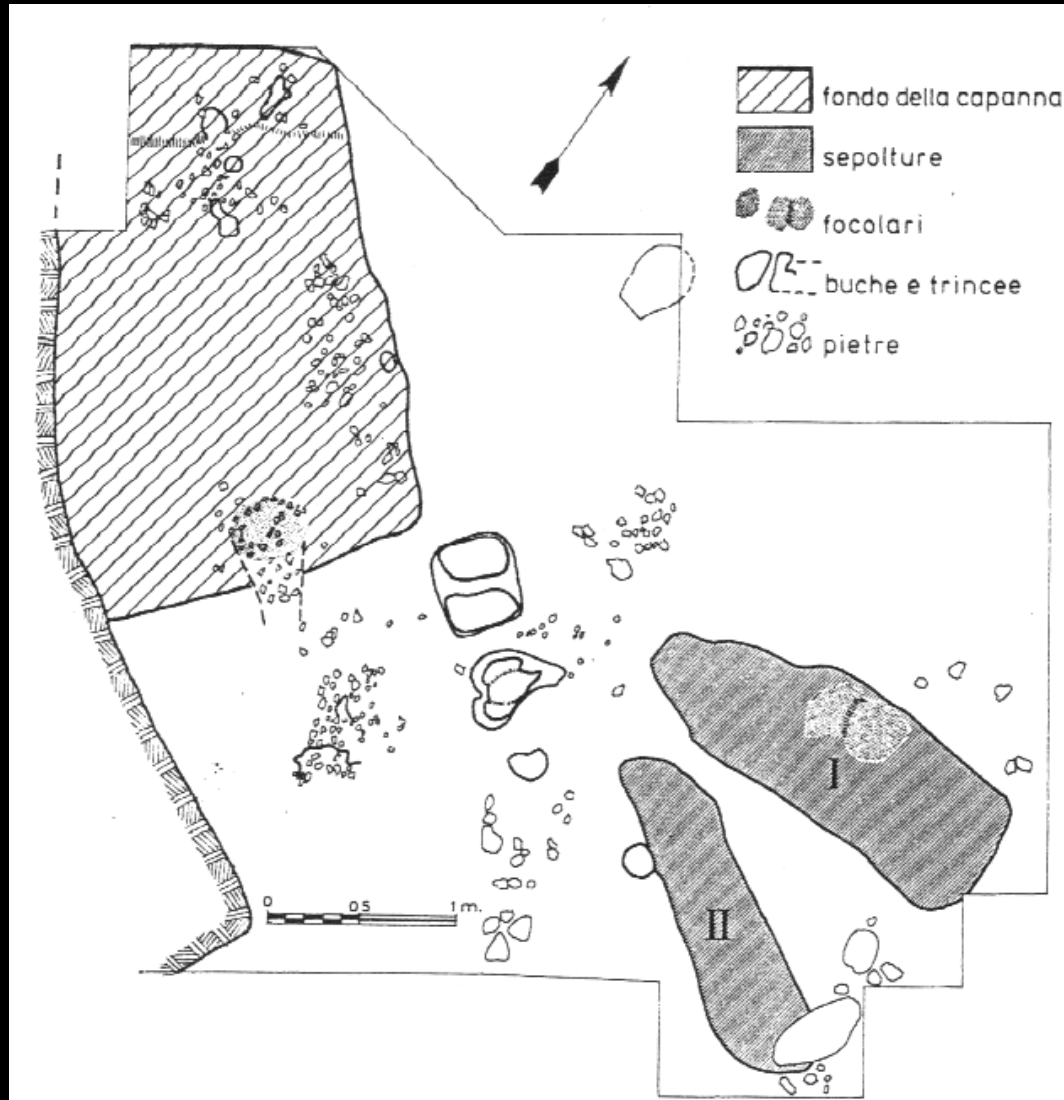 fondo della capanna
sepolture
focolari
buche e trincee
pietre
I
II
0 05 1 m.